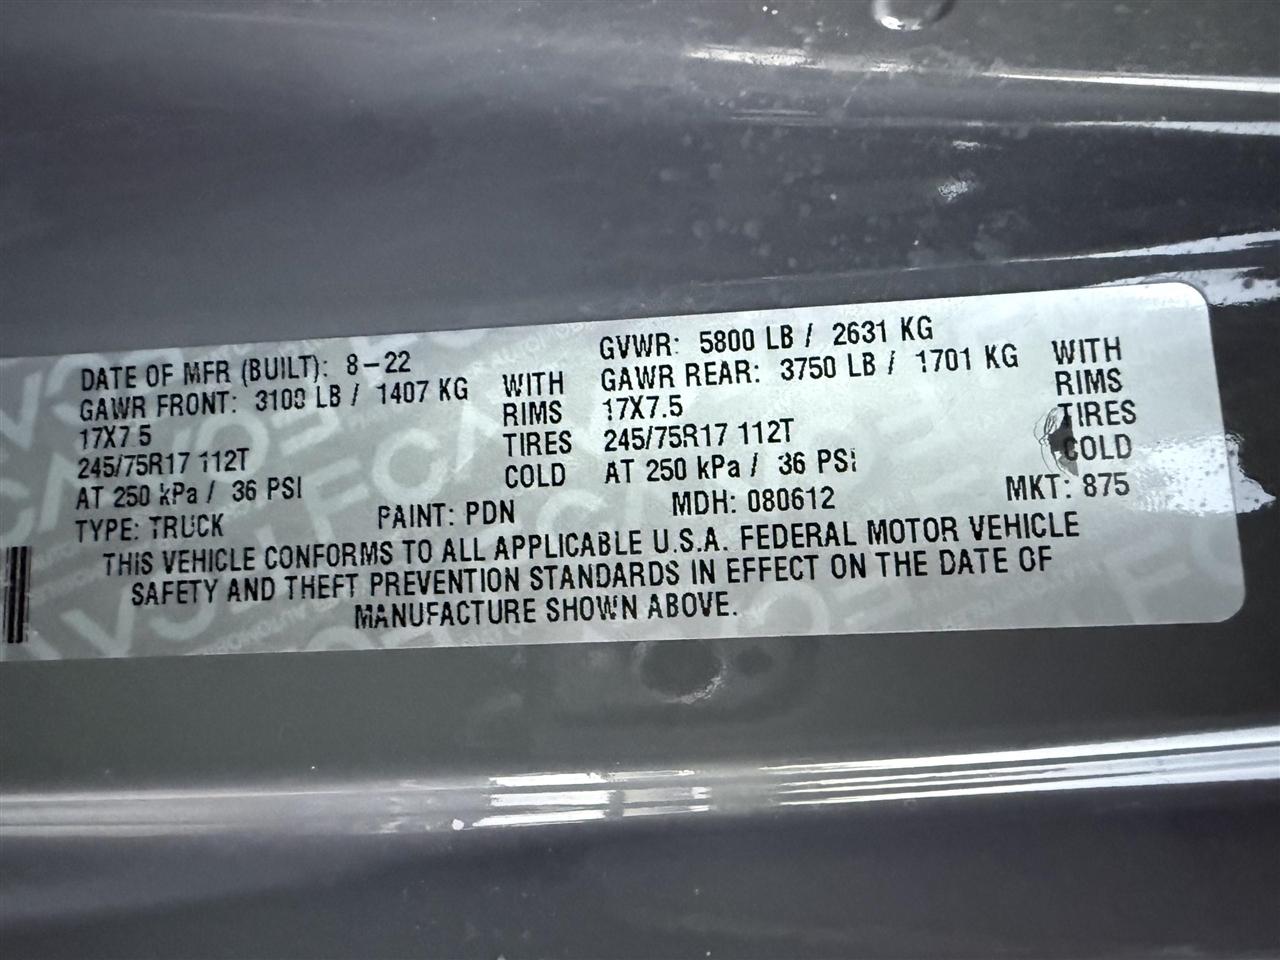 DATE OF MFR (BUILT): 8-22 GVWR: 5800 LB / 2631 KG
GAWR FRONT: 3100 LB / 1407 KG WITH GAWR REAR: 3750 LB / 1701 KG WITH
17X7.5 RIMS 17X7.5 RIMS
245/75R17 112T TIRES 245/75R17 112T TIRES
AT 250 kPa / 36 PSI COLD AT 250 kPa / 36 PSi COLD
TYPE: TRUCK PAINT: PDN MDH: 080612 MKT: 875
THIS VEHICLE CONFORMS TO ALL APPLICABLE U.S.A. FEDERAL MOTOR VEHICLE
SAFETY AND THEFT PREVENTION STANDARDS IN EFFECT ON THE DATE OF
MANUFACTURE SHOWN ABOVE.